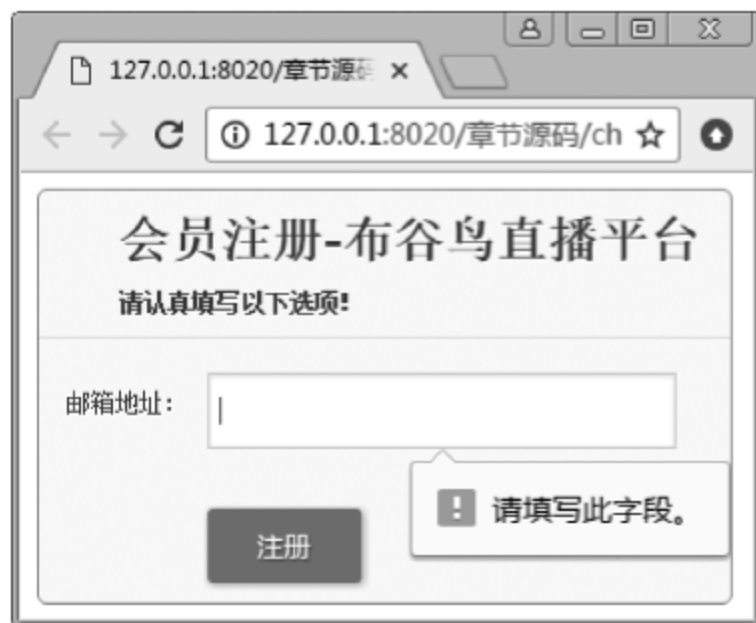 127.0.0.1:8020/章节源码
127.0.0.1:8020/章节源码/ch
会员注册-布谷鸟直播平台
请认真填写以下选项!
邮箱地址:
请填写此字段。
注册